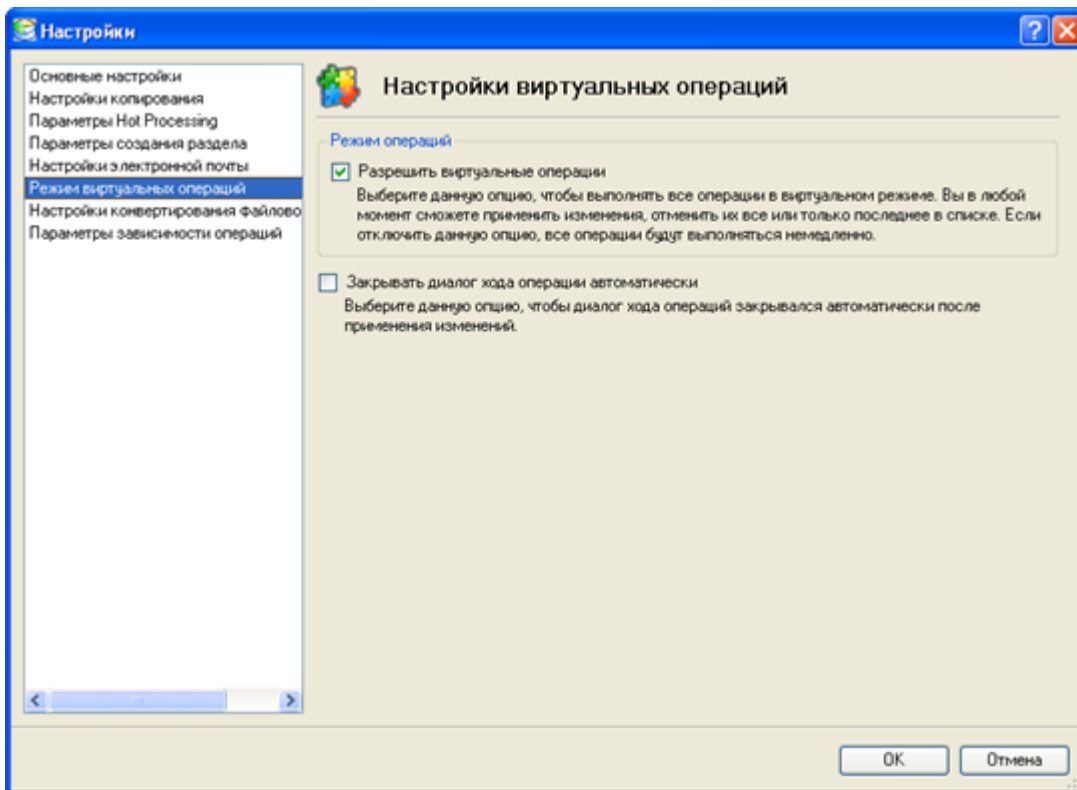 Настройки
Основные настройки
Настройки копирования
Параметры Hot Processing
Параметры создания раздела
Настройки электронной почты
Режим виртуальных операций
Настройки конвертирования файлово
Параметры зависимости операций
Настройки виртуальных операций
Режим операций
Разрешить виртуальные операции
Выберите данную опцию, чтобы выполнять все операции в виртуальном режиме. Вы в любой
момент сможете применить изменения, отменить их все или только последнее в списке. Если
отключить данную опцию, все операции будут выполняться немедленно.
Закрывать диалог хода операции автоматически
Выберите данную опцию, чтобы диалог хода операций закрывался автоматически после
применения изменений.
OK
Отмена